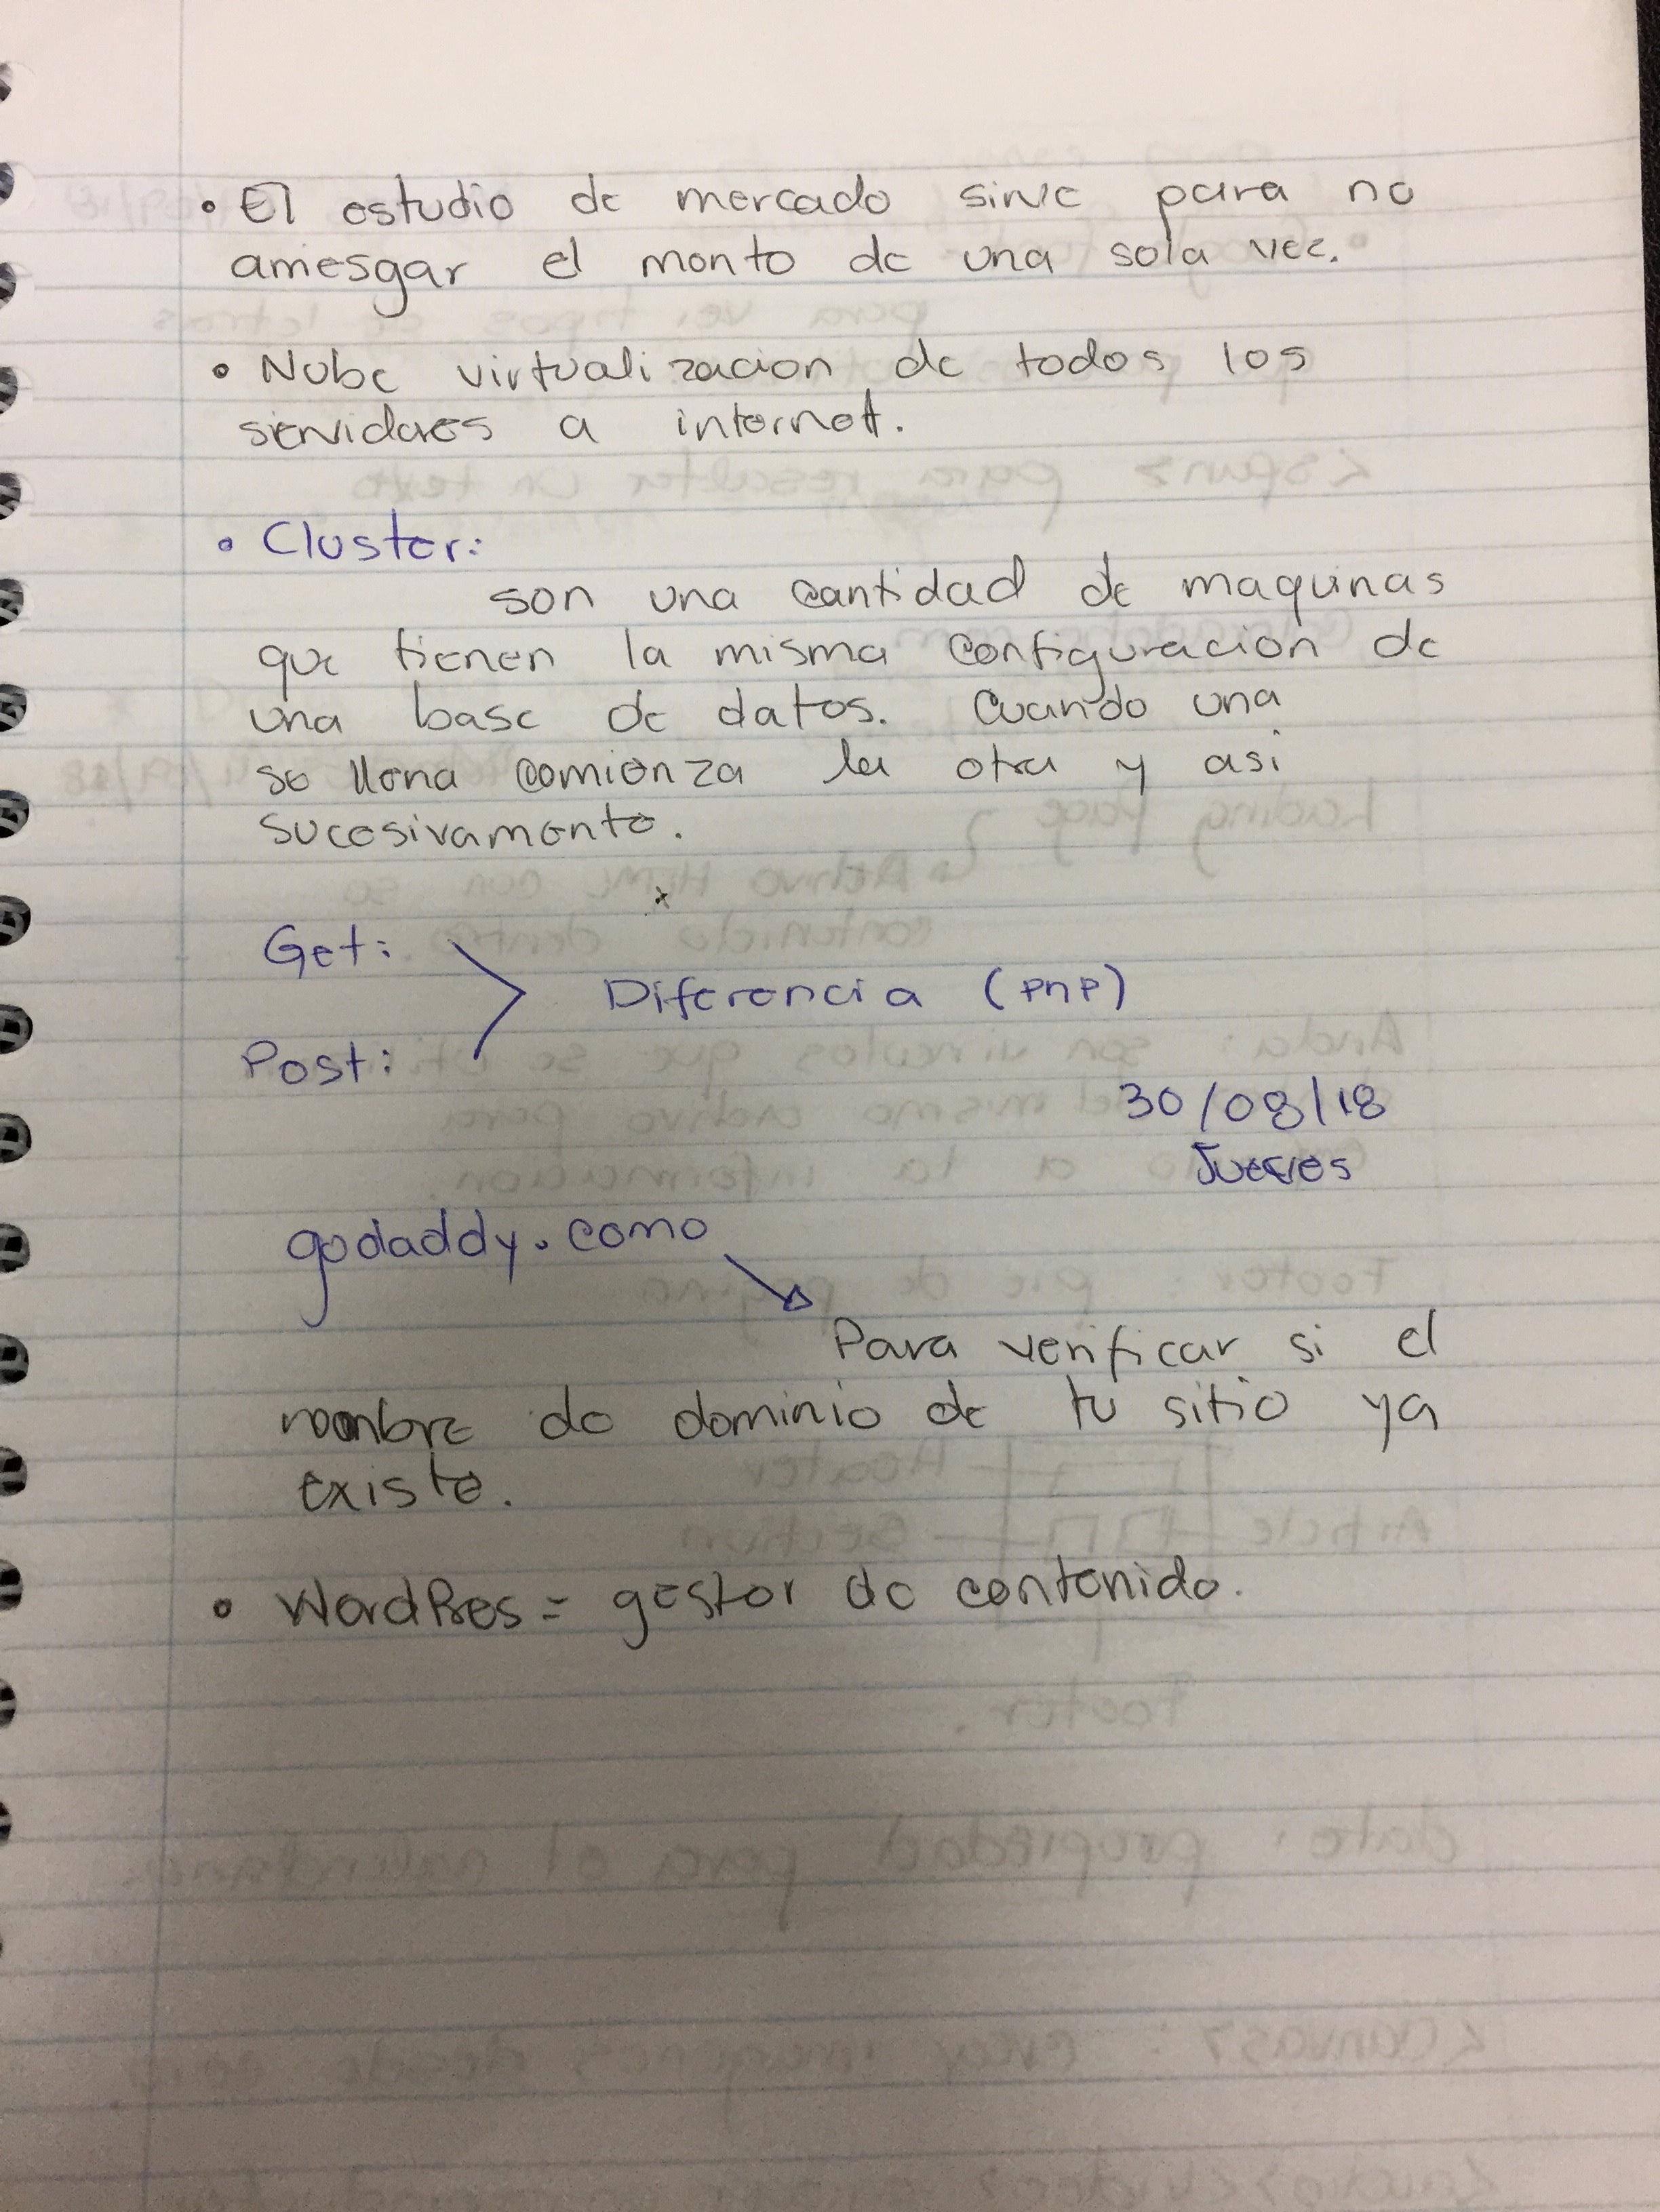 • El estudio de mercado sirve para no
arriesgar el monto de una sola vez.
• Nube virtualizacion de todos los
servidores a internet.
• Cluster:
son una cantidad de maquinas
que tienen la misma configuracion de
una base de datos. Cuando una
se llena comienza la otra y asi
sucesivamente.
Get:
Diferencia (PHP)
Post:
30/08/18
Jueves
godaddy.como
Para verificar si el
nombre de dominio de tu sitio ya
existe.
• WordPres = gestor de contenido.